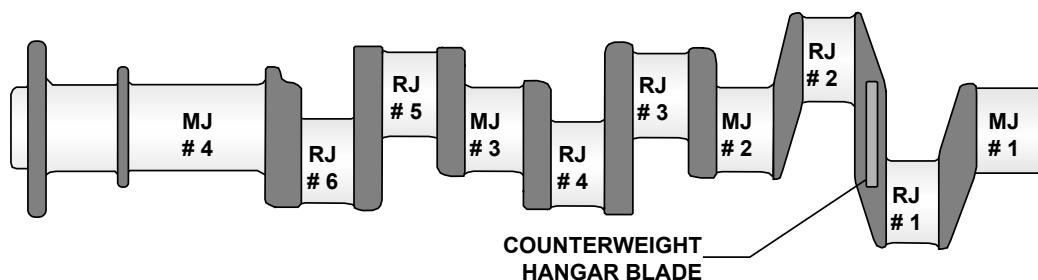 MJ
# 4
RJ
# 6
RJ
# 5
MJ
# 3
RJ
# 4
RJ
# 3
MJ
# 2
RJ
# 2
RJ
# 1
MJ
# 1
COUNTERWEIGHT
HANGAR BLADE